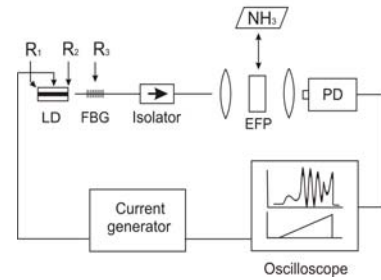 NH3
R1 R2 R3
LD FBG Isolator EFP PD
Current
generator
Oscilloscope